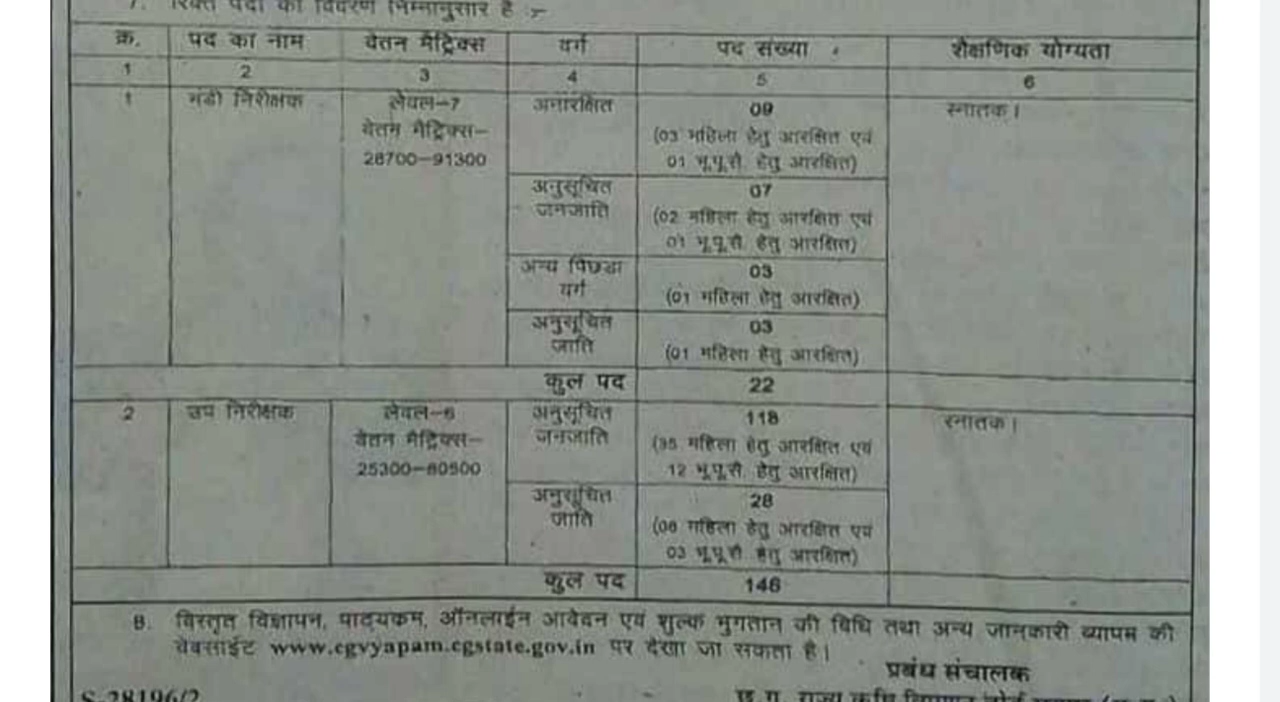 7. रिक्त पदों का विवरण निम्नानुसार है :-
क्र. पद का नाम वेतन मैट्रिक्स वर्ग पद संख्या शैक्षणिक योग्यता
1 2 3 4 5 6
1 मंडी निरीक्षक लेवल-7 अनारक्षित 09 स्नातक।
वेतन मैट्रिक्स- (03 महिला हेतु आरक्षित एवं
28700-91300 01 भू.पू.सै. हेतु आरक्षित)
अनुसूचित 07
जनजाति (02 महिला हेतु आरक्षित एवं
01 भू.पू.सै. हेतु आरक्षित)
अन्य पिछडा 03
वर्ग (01 महिला हेतु आरक्षित)
अनुसूचित 03
जाति (01 महिला हेतु आरक्षित)
कुल पद 22
2 उप निरीक्षक लेवल-6 अनुसूचित 118 स्नातक।
वेतन मैट्रिक्स- जनजाति (35 महिला हेतु आरक्षित एवं
25300-80500 12 भू.पू.सै. हेतु आरक्षित)
अनुसूचित 28
जाति (08 महिला हेतु आरक्षित एवं
03 भू.पू.सै. हेतु आरक्षित)
कुल पद 146
8. विस्तृत विज्ञापन, पाठ्यकम, ऑनलाईन आवेदन एवं शुल्क भुगतान की विधि तथा अन्य जानकारी व्यापम की
वेबसाईट www.cgvyapam.cgstate.gov.in पर देखा जा सकता है।
प्रबंध संचालक
S-28196/2 छ.ग. राज्य कृषि विपणन बोर्ड